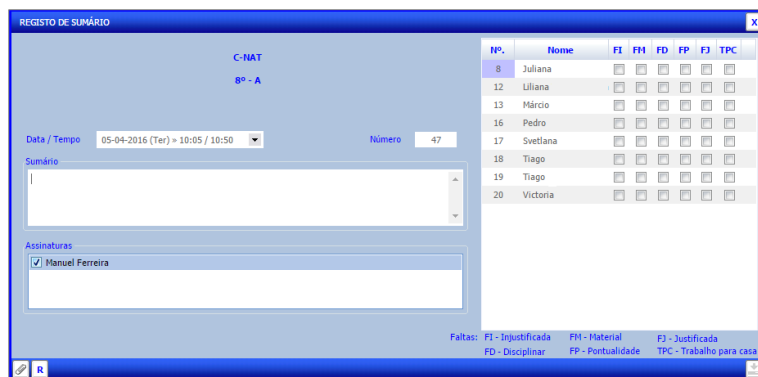 REGISTO DE SUMÁRIO X
C-NAT
8º - A
Data / Tempo 05-04-2016 (Ter) » 10:05 / 10:50 Número 47
Sumário
Assinaturas
Manuel Ferreira
Nº. Nome FI FM FD FP FJ TPC
8 Juliana
12 Liliana
13 Márcio
16 Pedro
17 Svetlana
18 Tiago
19 Tiago
20 Victoria
Faltas: FI - Injustificada FM - Material FJ - Justificada
FD - Disciplinar FP - Pontualidade TPC - Trabalho para casa
R